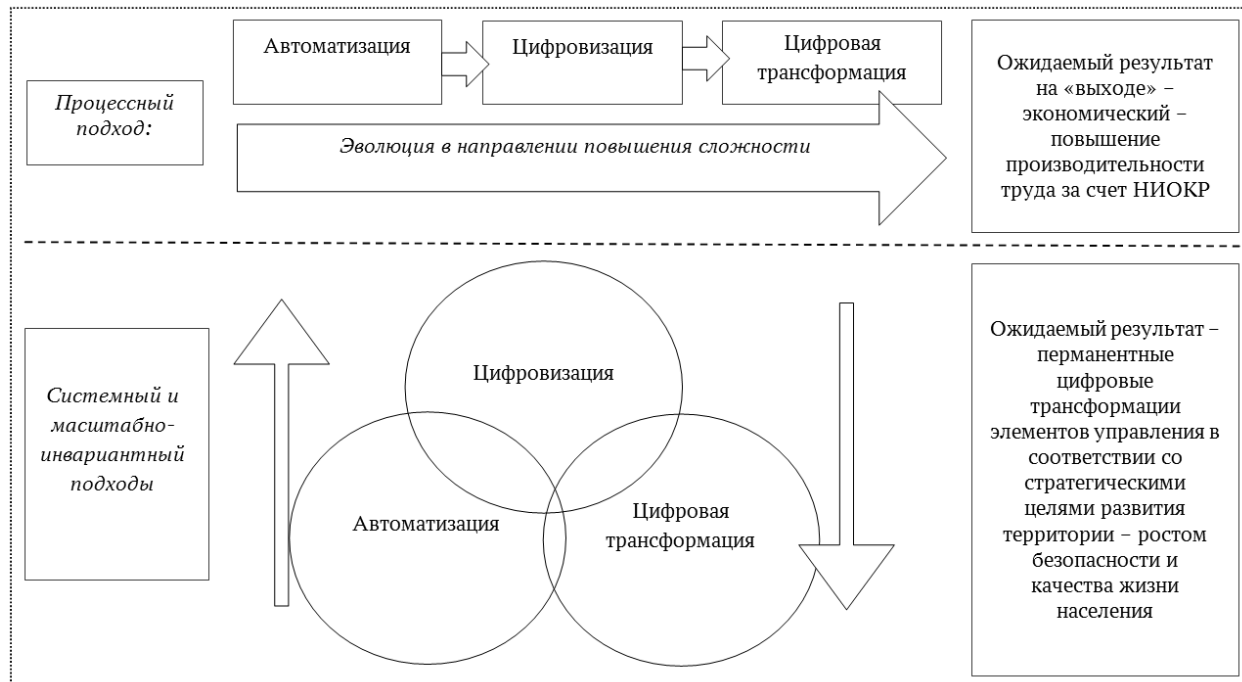 Автоматизация
Цифровизация
Цифровая
трансформация
Процессный
подход:
Эволюция в направлении повышения сложности
Ожидаемый результат
на «выходе» –
экономический –
повышение
производительности
труда за счет НИОКР
Системный и
масштабно-
инвариантный
подходы
Цифровизация
Автоматизация
Цифровая
трансформация
Ожидаемый результат –
перманентные
цифровые
трансформации
элементов управления в
соответствии со
стратегическими
целями развития
территории – ростом
безопасности и
качества жизни
населения